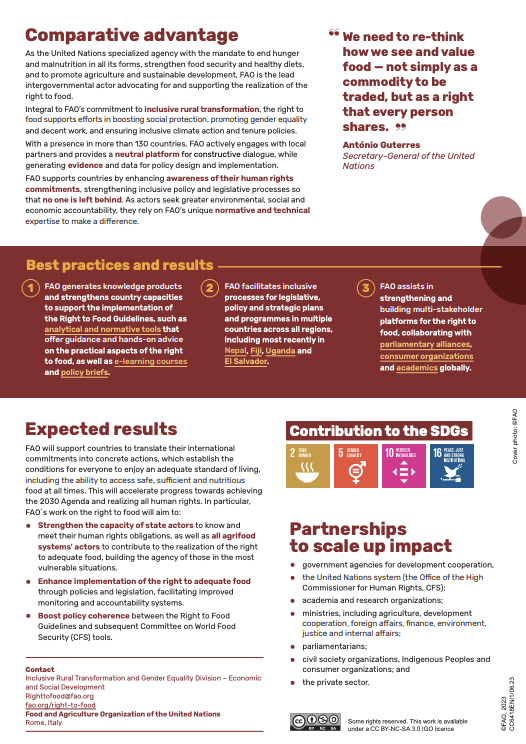 Comparative advantage
As the United Nations specialized agency with the mandate to end hunger
and malnutrition in all its forms, strengthen food security and healthy diets,
and to promote agriculture and sustainable development, FAO is the lead
intergovernmental actor advocating for and supporting the realization of the
right to food.
Integral to FAO's commitment to inclusive rural transformation, the right to
food supports efforts in boosting social protection, promoting gender equality
and decent work, and ensuring inclusive climate action and tenure policies.
With a presence in more than 130 countries, FAO actively engages with local
partners and provides a neutral platform for constructive dialogue, while
generating evidence and data for policy design and implementation.
FAO supports countries by enhancing awareness of their human rights
commitments, strengthening inclusive policy and legislative processes so
that no one is left behind. As actors seek greater environmental, social and
economic accountability, they rely on FAO's unique normative and technical
expertise to make a difference.
❝ We need to re-think
how we see and value
food — not simply as a
commodity to be
traded, but as a right
that every person
shares. ❞
António Guterres
Secretary-General of the United
Nations
Best practices and results
1 FAO generates knowledge products
and strengthens country capacities
to support the implementation of
the Right to Food Guidelines, such as
analytical and normative tools that
offer guidance and hands-on advice
on the practical aspects of the right
to food, as well as e-learning courses
and policy briefs.
2 FAO facilitates inclusive
processes for legislative,
policy and strategic plans
and programmes in multiple
countries across all regions,
including most recently in
Nepal, Fiji, Uganda and
El Salvador.
3 FAO assists in
strengthening and
building multi-stakeholder
platforms for the right to
food, collaborating with
parliamentary alliances,
consumer organizations
and academics globally.
Expected results
FAO will support countries to translate their international
commitments into concrete actions, which establish the
conditions for everyone to enjoy an adequate standard of living,
including the ability to access safe, sufficient and nutritious
food at all times. This will accelerate progress towards achieving
the 2030 Agenda and realizing all human rights. In particular,
FAO´s work on the right to food will aim to:
• Strengthen the capacity of state actors to know and
meet their human rights obligations, as well as all agrifood
systems' actors to contribute to the realization of the right
to adequate food, building the agency of those in the most
vulnerable situations.
• Enhance implementation of the right to adequate food
through policies and legislation, facilitating improved
monitoring and accountability systems.
• Boost policy coherence between the Right to Food
Guidelines and subsequent Committee on World Food
Security (CFS) tools.
Contact
Inclusive Rural Transformation and Gender Equality Division – Economic
and Social Development
Righttofood@fao.org
fao.org/right-to-food
Food and Agriculture Organization of the United Nations
Rome, Italy
Contribution to the SDGs
2 ZERO
HUNGER
5 GENDER
EQUALITY
10 REDUCED
INEQUALITIES
16 PEACE, JUSTICE
AND STRONG
INSTITUTIONS
Partnerships
to scale up impact
• government agencies for development cooperation,
• the United Nations system (the Office of the High
Commissioner for Human Rights, CFS);
• academia and research organizations;
• ministries, including agriculture, development
cooperation, foreign affairs, finance, environment,
justice and internal affairs;
• parliamentarians;
• civil society organizations, Indigenous Peoples and
consumer organizations; and
• the private sector.
cc BY NC SA
Some rights reserved. This work is available
under a CC BY-NC-SA 3.0 IGO licence
Cover photo: ©FAO
©FAO, 2023
CC6416EN/1/06.23